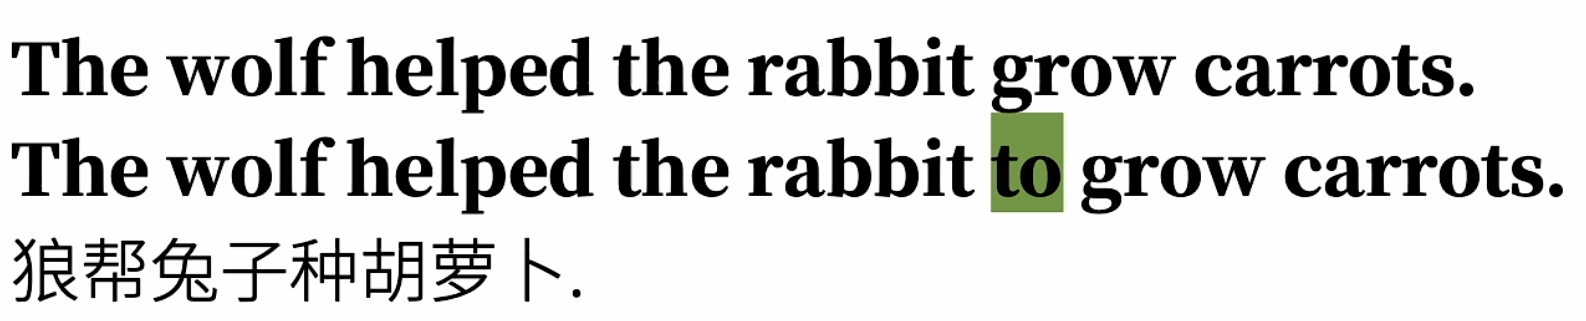 The wolf helped the rabbit grow carrots.
The wolf helped the rabbit to grow carrots.
狼帮兔子种胡萝卜.